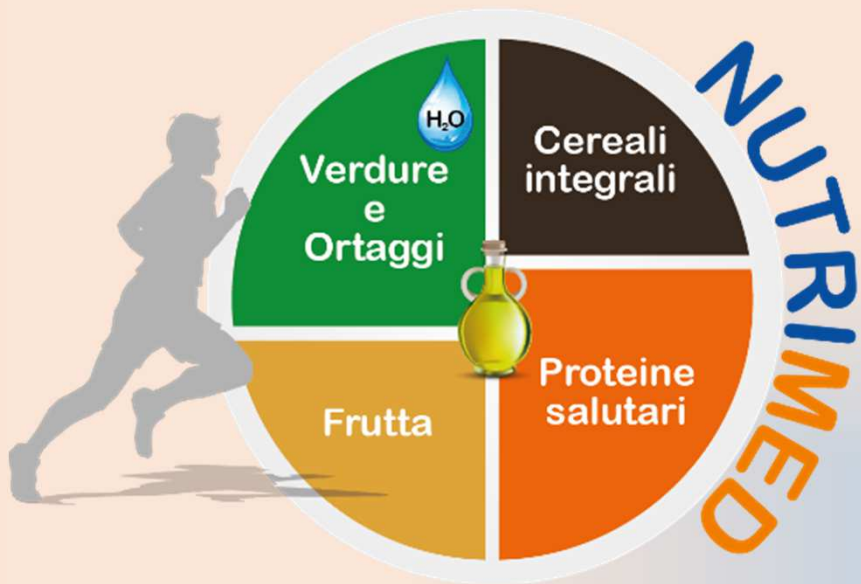 H₂O
Verdure
e
Ortaggi
Cereali
integrali
Frutta
Proteine
salutari
NUTRIMED